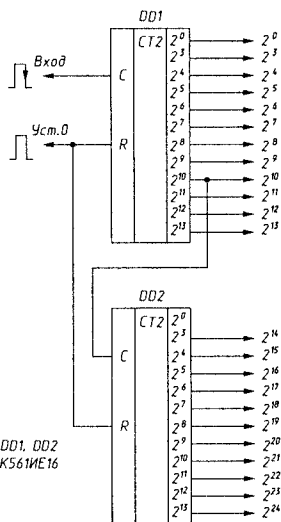 DD1
CT2 2⁰ 2⁰
2³ 2³
Вход
C 2⁴ 2⁴
2⁵ 2⁵
2⁶ 2⁶
2⁷ 2⁷
Уст.0
R 2⁸ 2⁸
2⁹ 2⁹
2¹⁰ 2¹⁰
2¹¹ 2¹¹
2¹² 2¹²
2¹³ 2¹³
DD2
CT2 2⁰
2³ 2¹⁴
C 2⁴ 2¹⁵
2⁵ 2¹⁶
2⁶ 2¹⁷
2⁷ 2¹⁸
R 2⁸ 2¹⁹
2⁹ 2²⁰
2¹⁰ 2²¹
2¹¹ 2²²
2¹² 2²³
2¹³ 2²⁴
DD1, DD2
К561ИЕ16